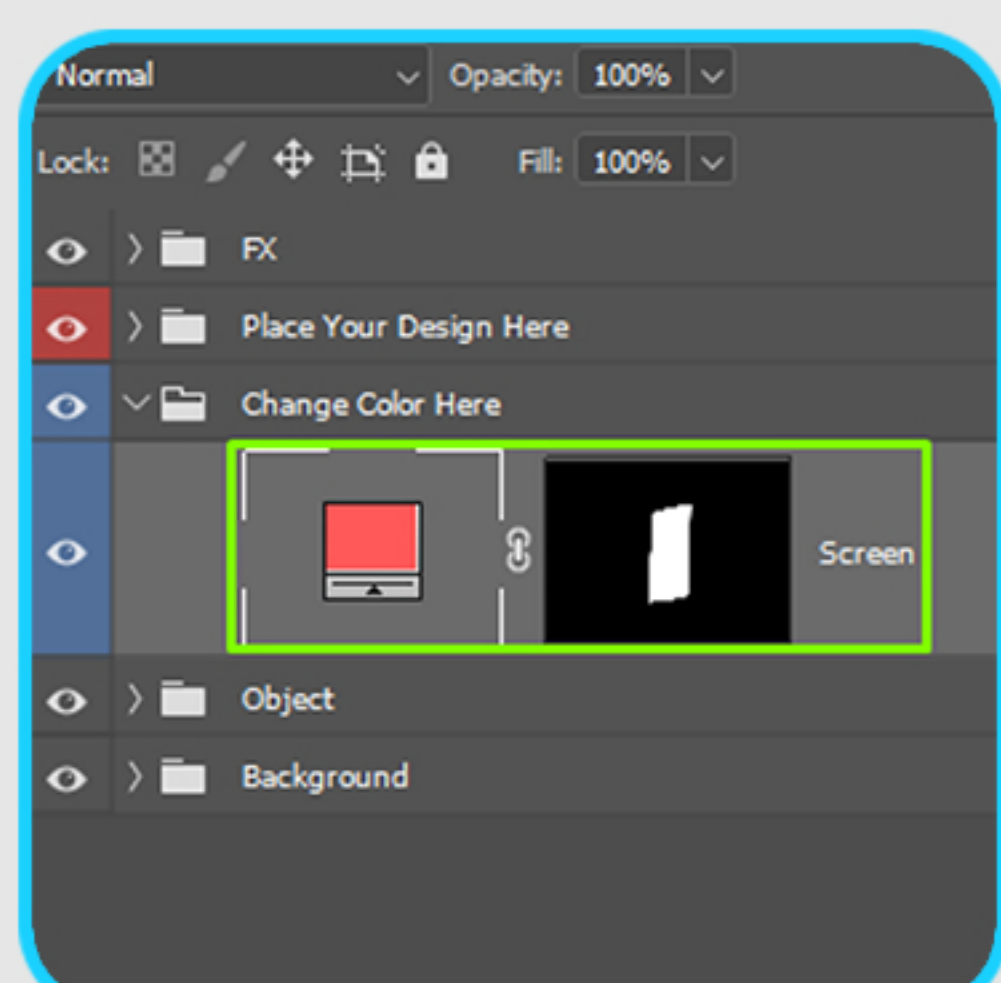 Normal Opacity: 100%
Lock: Fill: 100%
FX
Place Your Design Here
Change Color Here
Screen
Object
Background